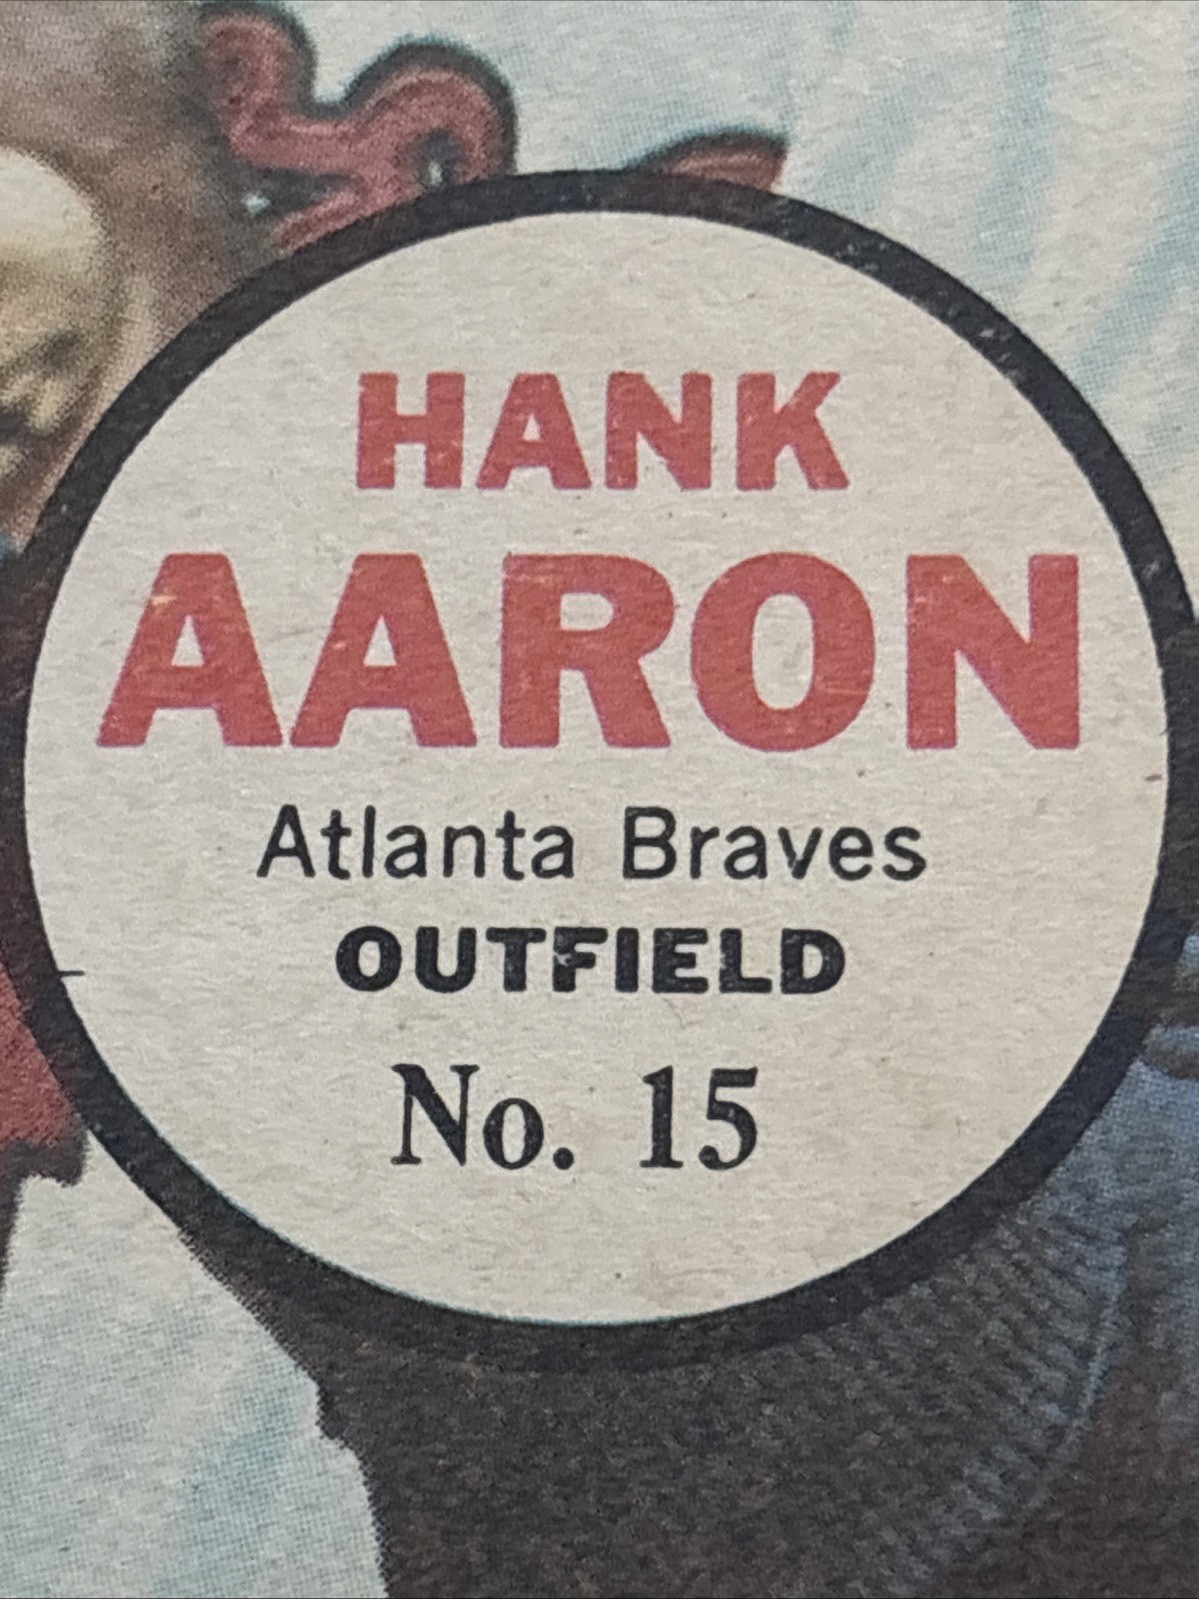 HANK
AARON
Atlanta Braves
OUTFIELD
No. 15